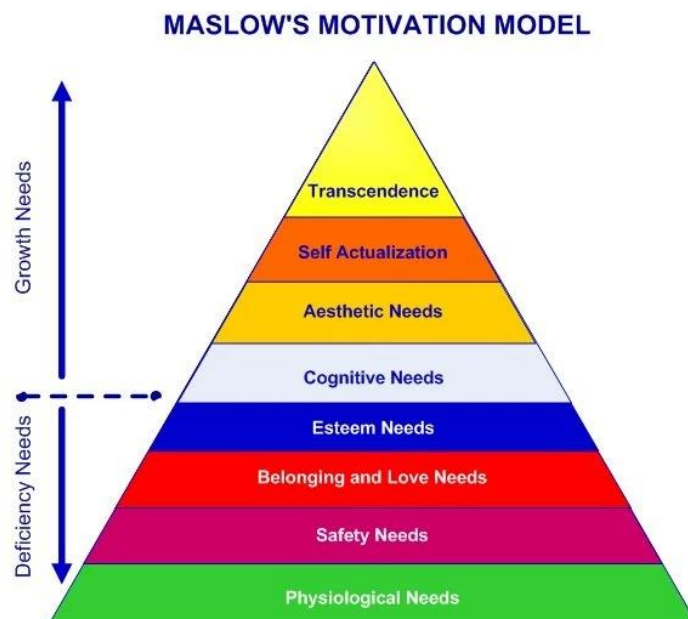 MASLOW'S MOTIVATION MODEL
Growth Needs
Deficiency Needs
Transcendence
Self Actualization
Aesthetic Needs
Cognitive Needs
Esteem Needs
Belonging and Love Needs
Safety Needs
Physiological Needs